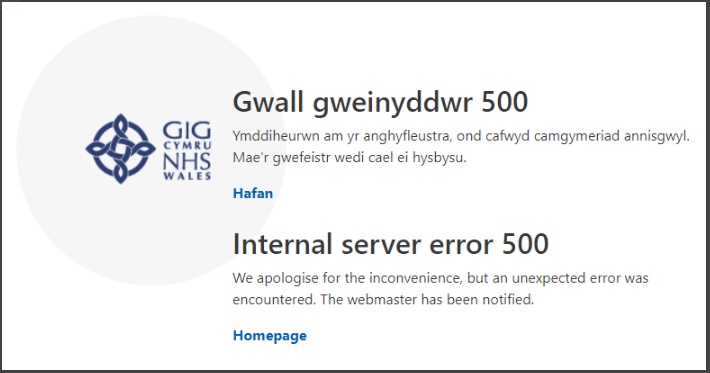 GIG
CYMRU
NHS
WALES
Gwall gweinyddwr 500
Ymddiheurwn am yr anghyfleustra, ond cafwyd camgymeriad annisgwyl.
Mae'r gwefeistr wedi cael ei hysbysu.
Hafan
Internal server error 500
We apologise for the inconvenience, but an unexpected error was
encountered. The webmaster has been notified.
Homepage